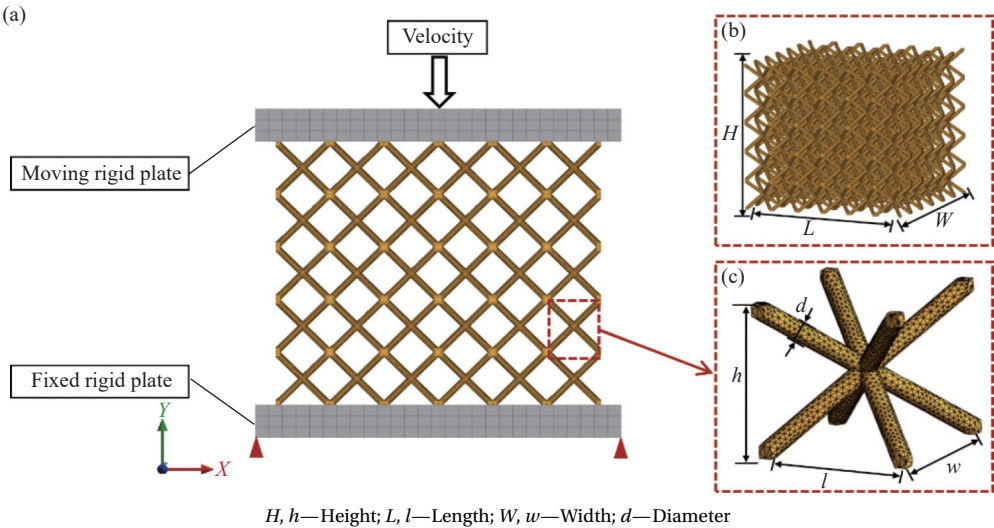 (a)
Velocity
Moving rigid plate
Fixed rigid plate
Y
X
(b)
H
L
W
(c)
d
h
l
w
H, h—Height; L, l—Length; W, w—Width; d—Diameter